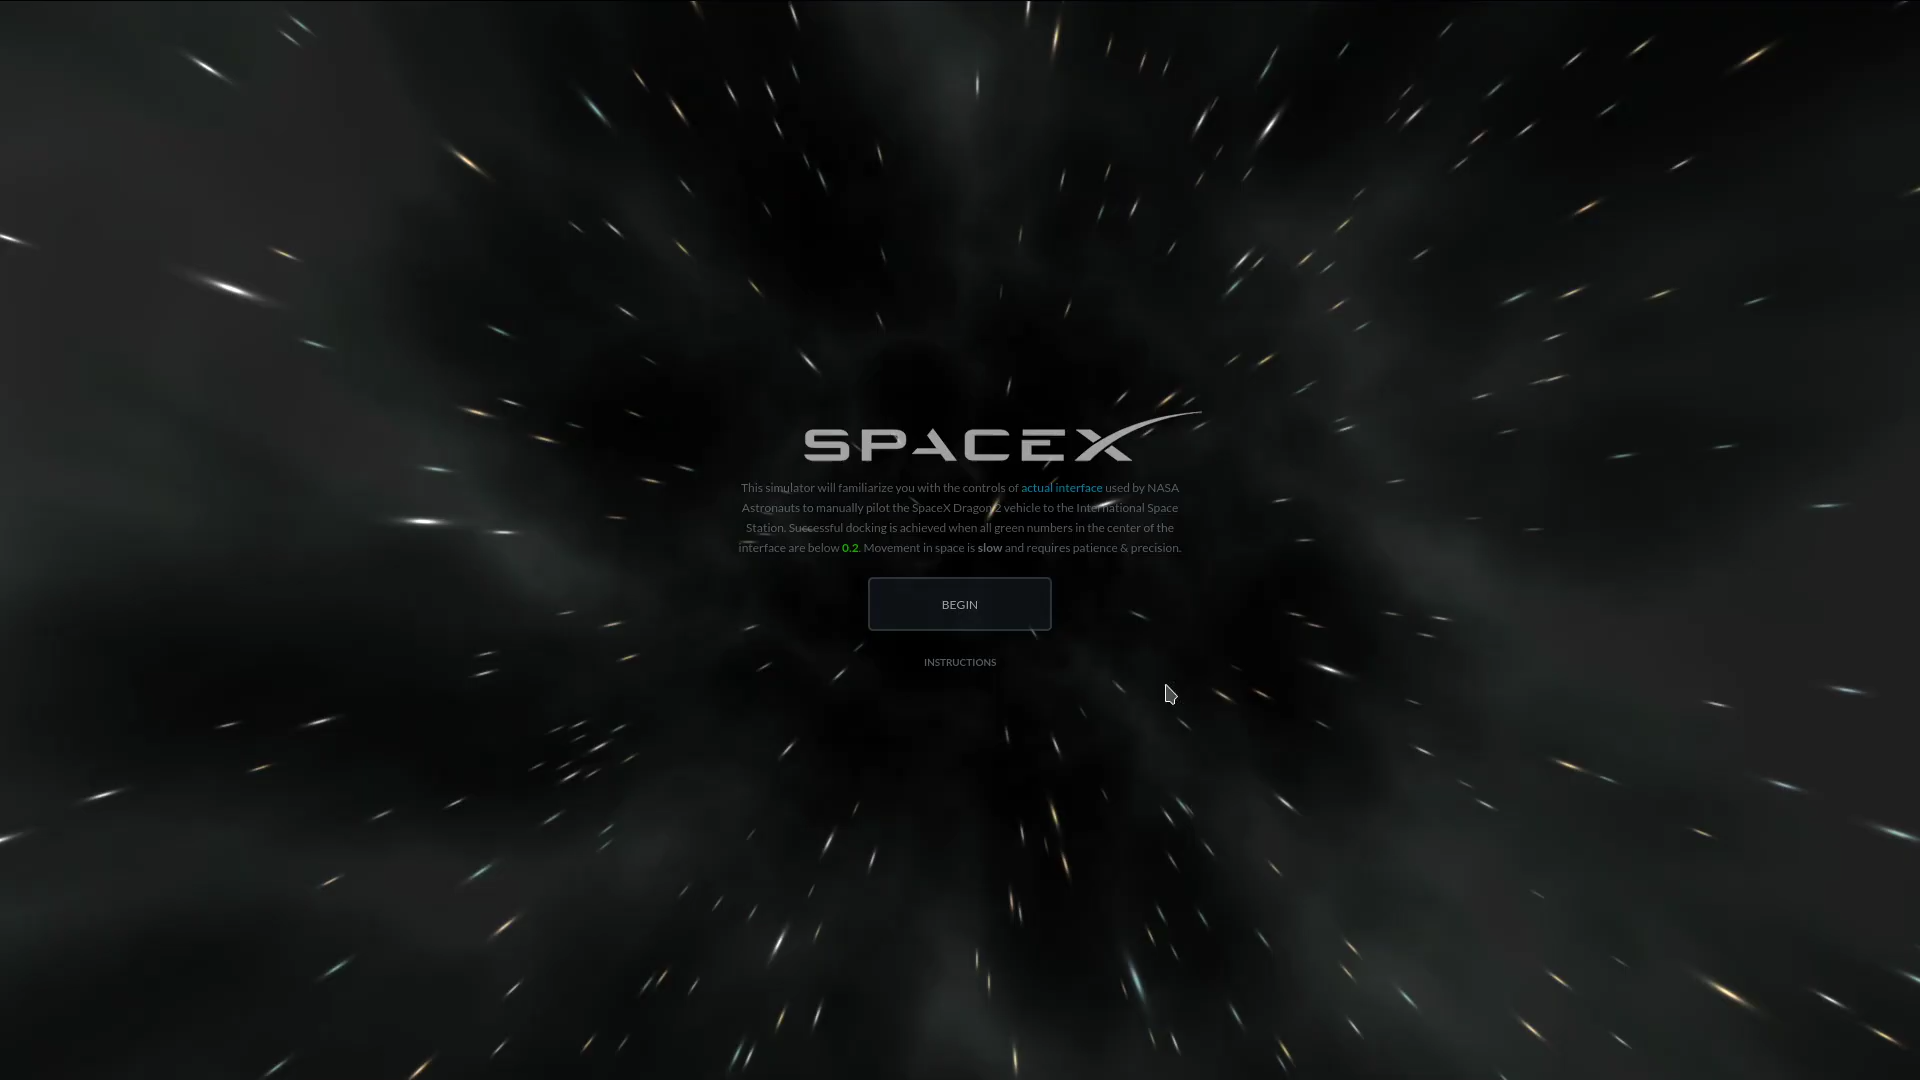 SPACEX
This simulator will familiarize you with the controls of actual interface used by NASA
Astronauts to manually pilot the SpaceX Dragon 2 vehicle to the International Space
Station. Successful docking is achieved when all green numbers in the center of the
interface are below 0.2. Movement in space is slow and requires patience & precision.
BEGIN
INSTRUCTIONS